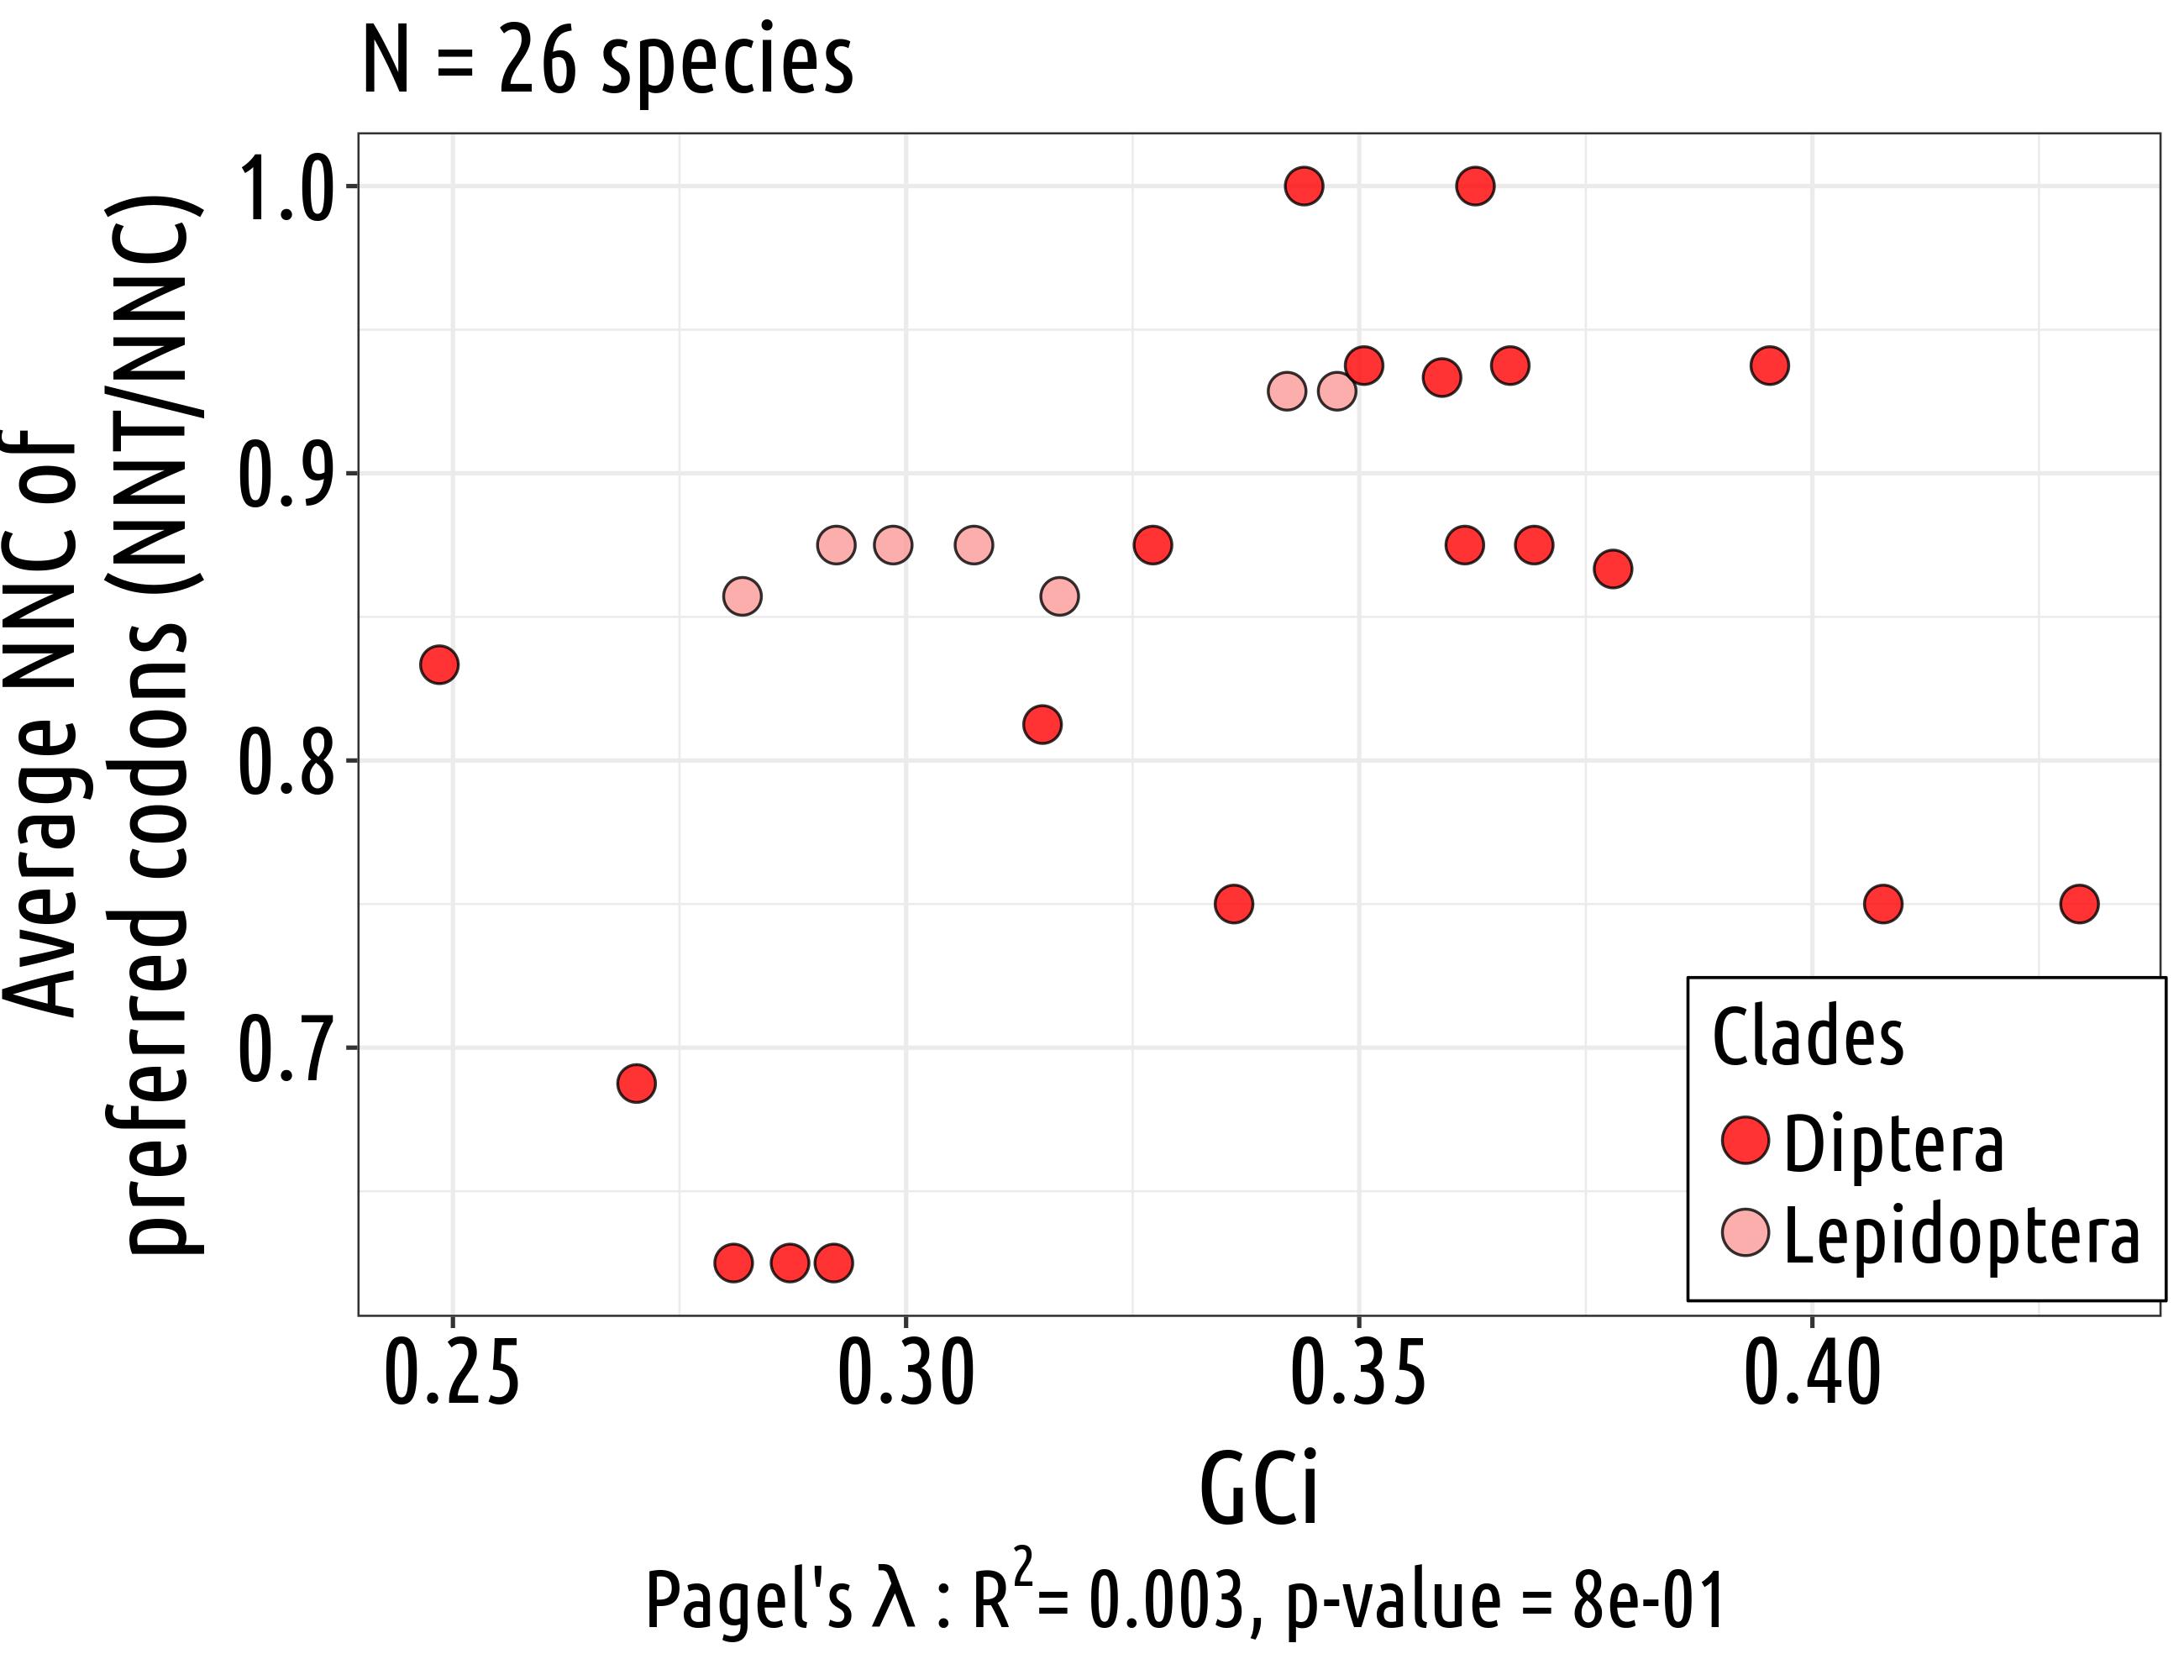 N = 26 species
Average NNC of
preferred codons (NNT/NNC)
1.0
0.9
0.8
0.7
0.25 0.30 0.35 0.40
GCi
Clades
Diptera
Lepidoptera
Pagel's λ : R²= 0.003, p-value = 8e-01